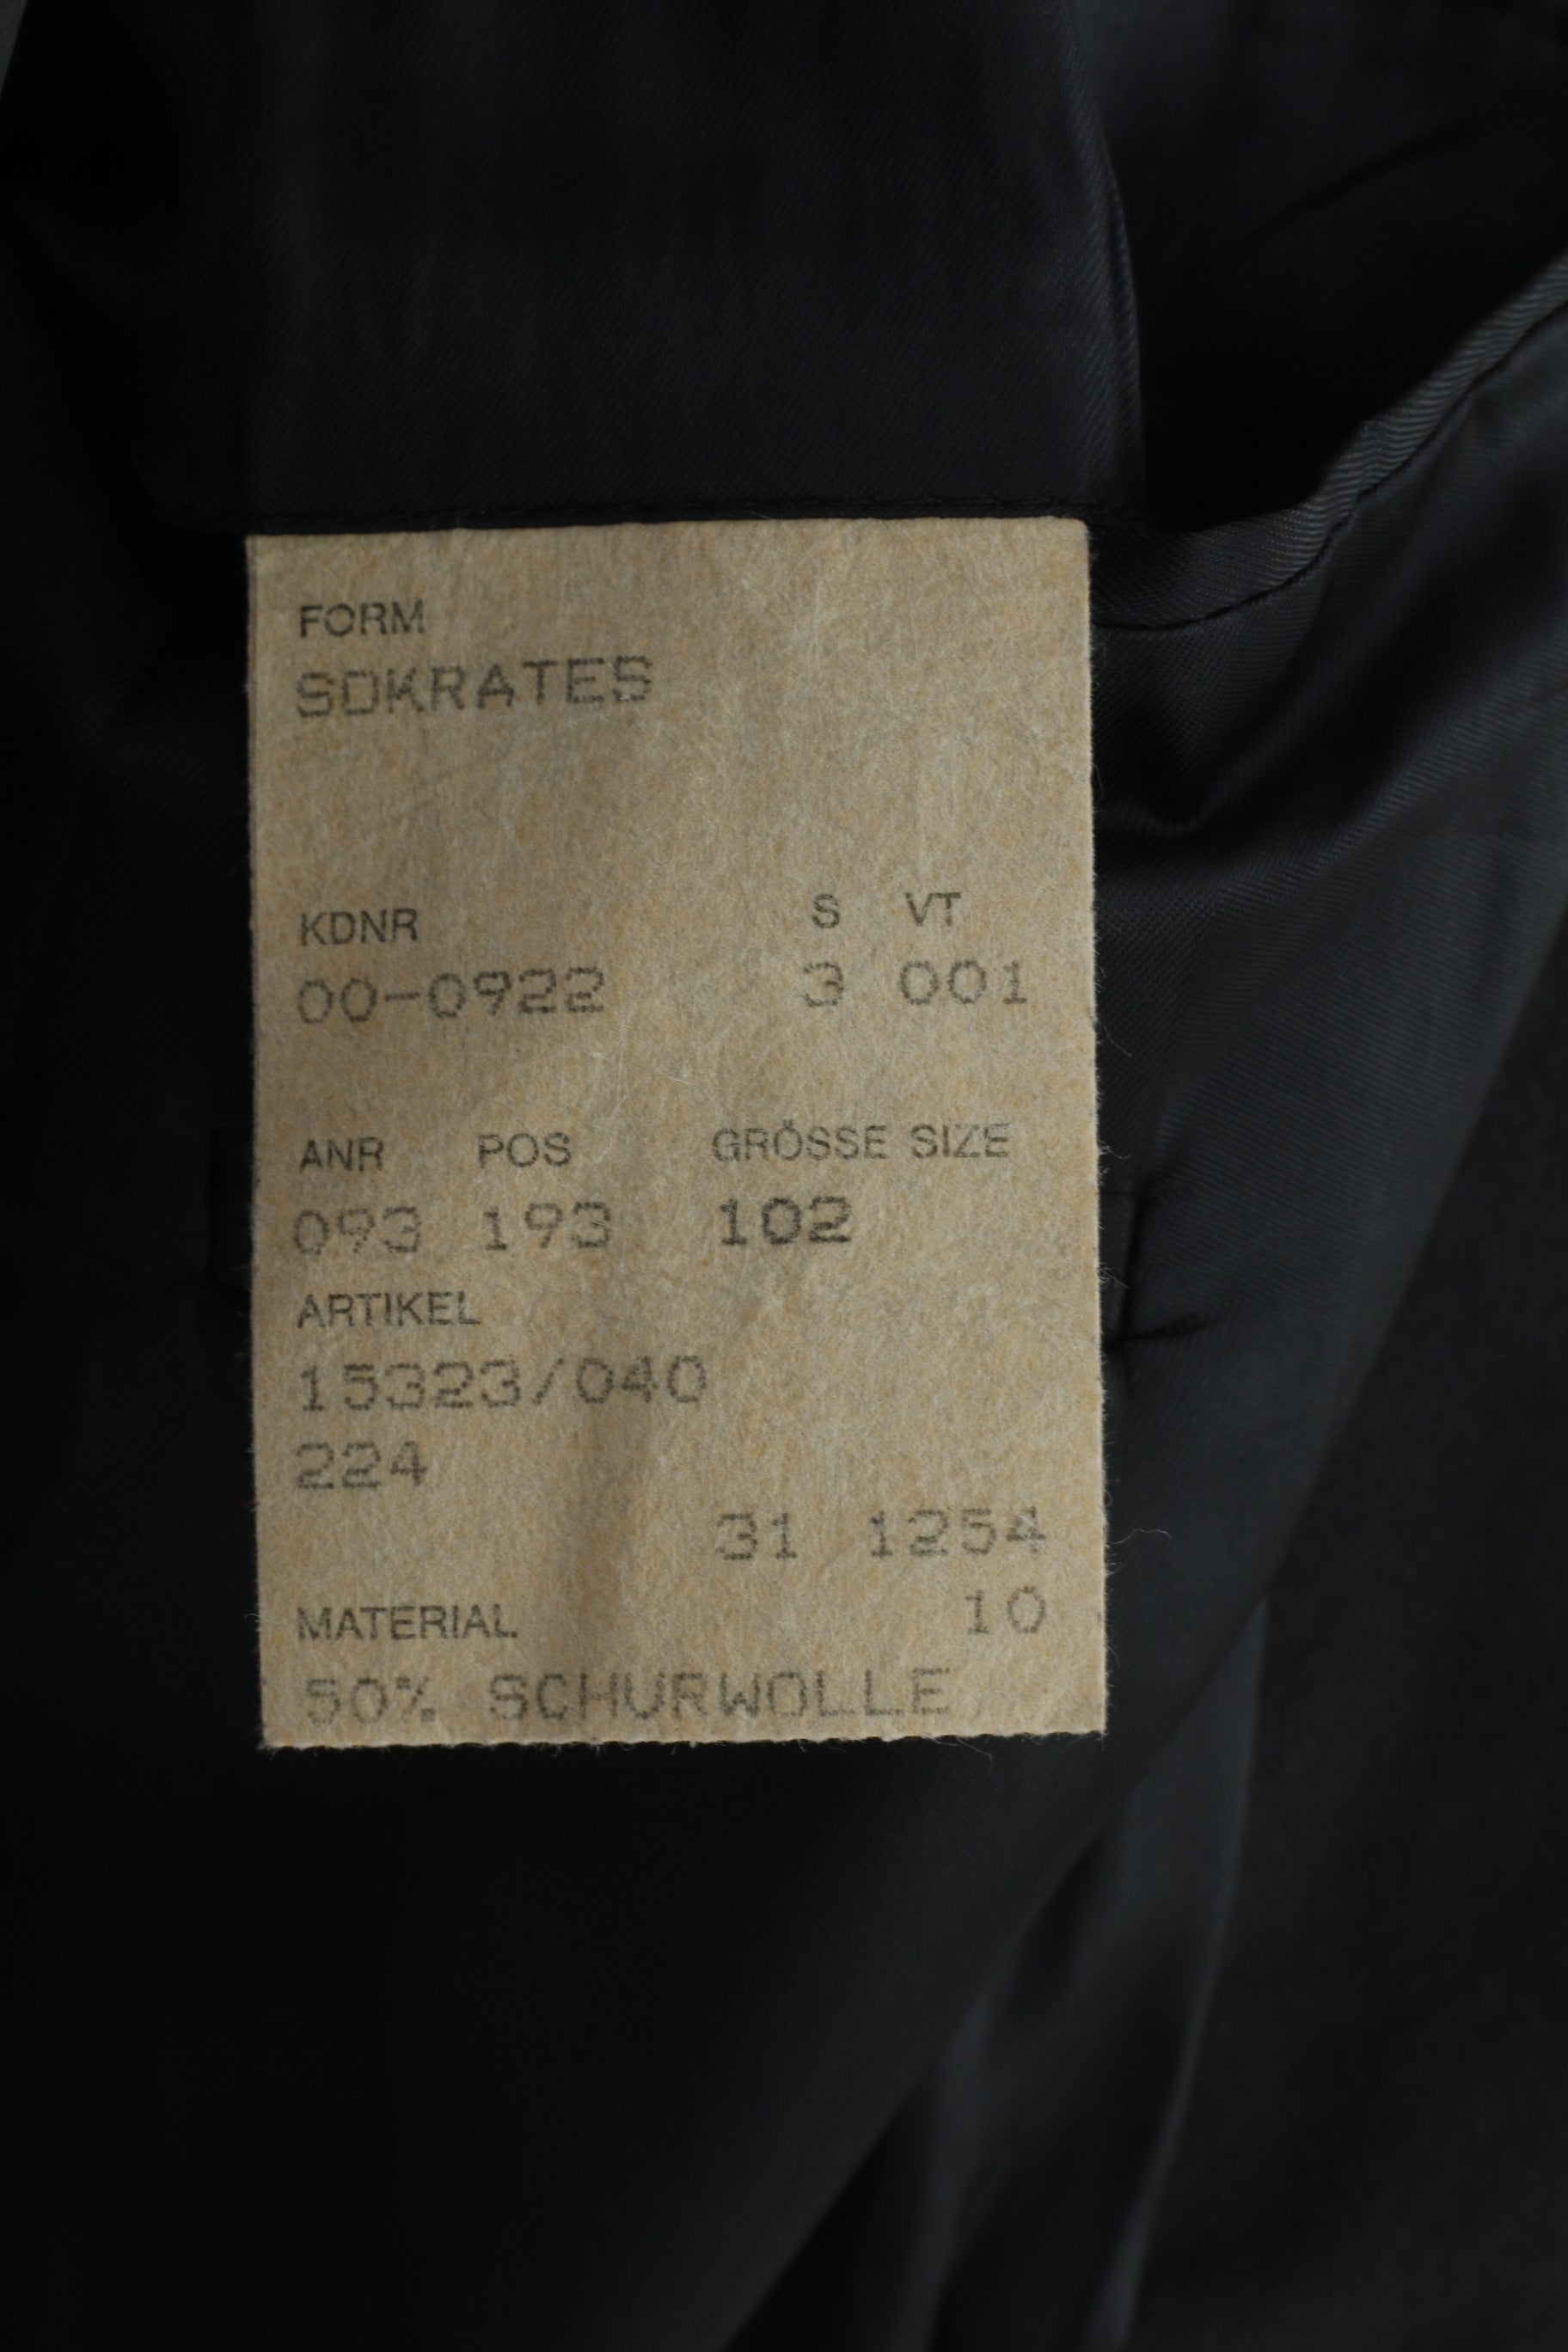 FORM
SOKRATES
KDNR S VT
00-0922 3 001
ANR POS GRÖSSE SIZE
093 193 102
ARTIKEL
15323/040
224
31 1254
MATERIAL 10
50% SCHURWOLLE